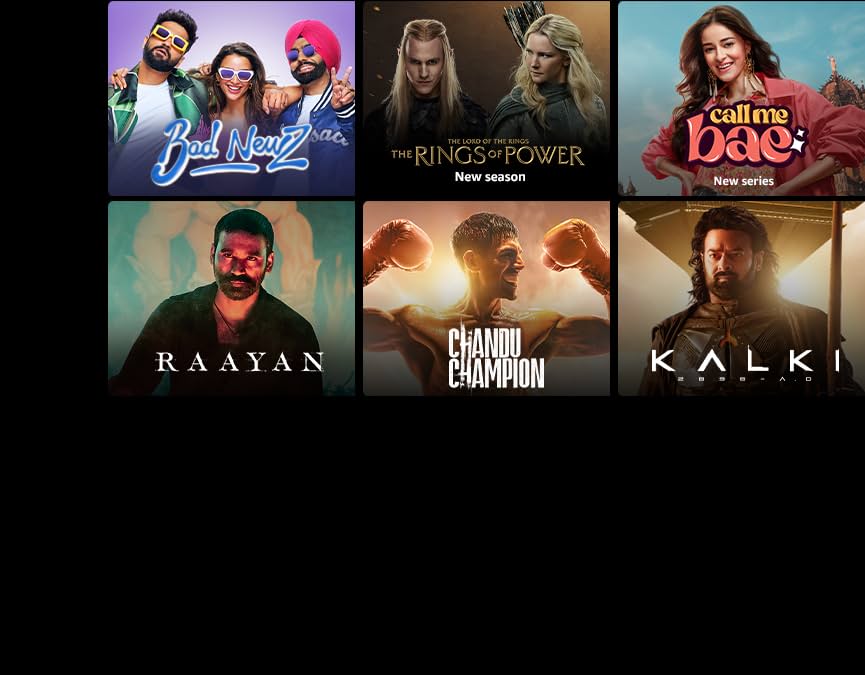 Bad Newz
THE LORD OF THE RINGS
THE RINGS OF POWER
New season
call me
bae
New series
RAAYAN
CHANDU
CHAMPION
KALKI
2898-A.D